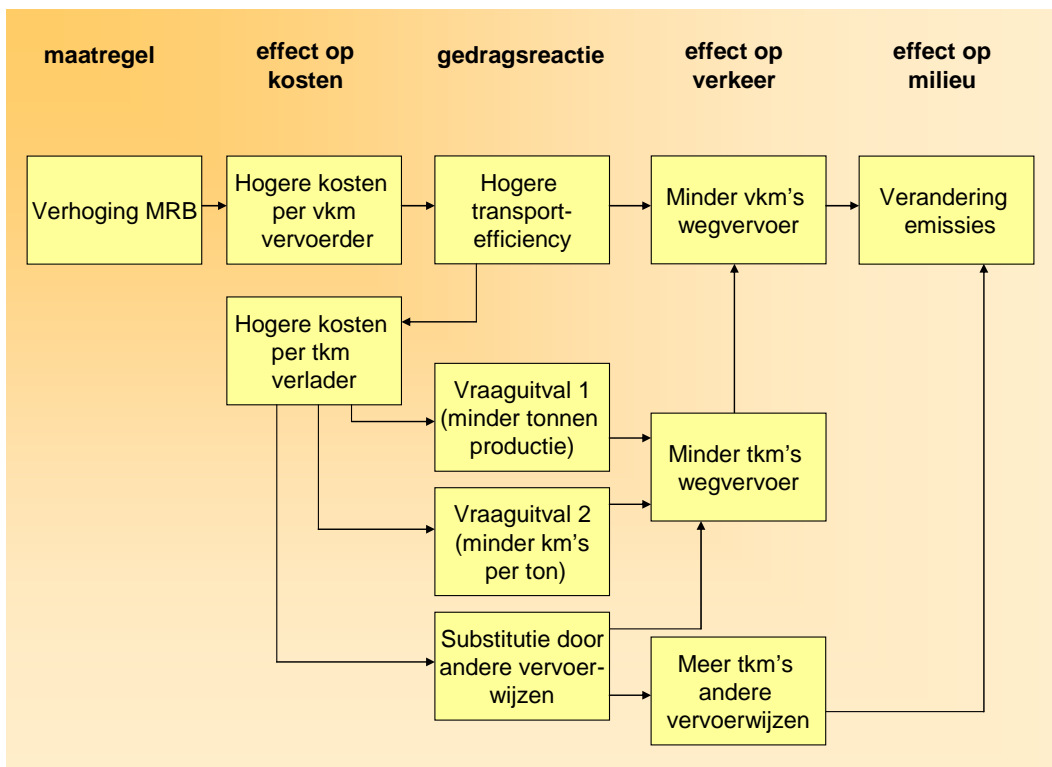 maatregel
effect op
kosten
gedragsreactie
effect op
verkeer
effect op
milieu
Verhoging MRB
Hogere kosten
per vkm
vervoerder
Hogere
transport-
efficiency
Minder vkm's
wegvervoer
Verandering
emissies
Hogere kosten
per tkm
verlader
Vraaguitval 1
(minder tonnen
productie)
Minder tkm's
wegvervoer
Vraaguitval 2
(minder km's
per ton)
Substitutie door
andere vervoer-
wijzen
Meer tkm's
andere
vervoerwijzen